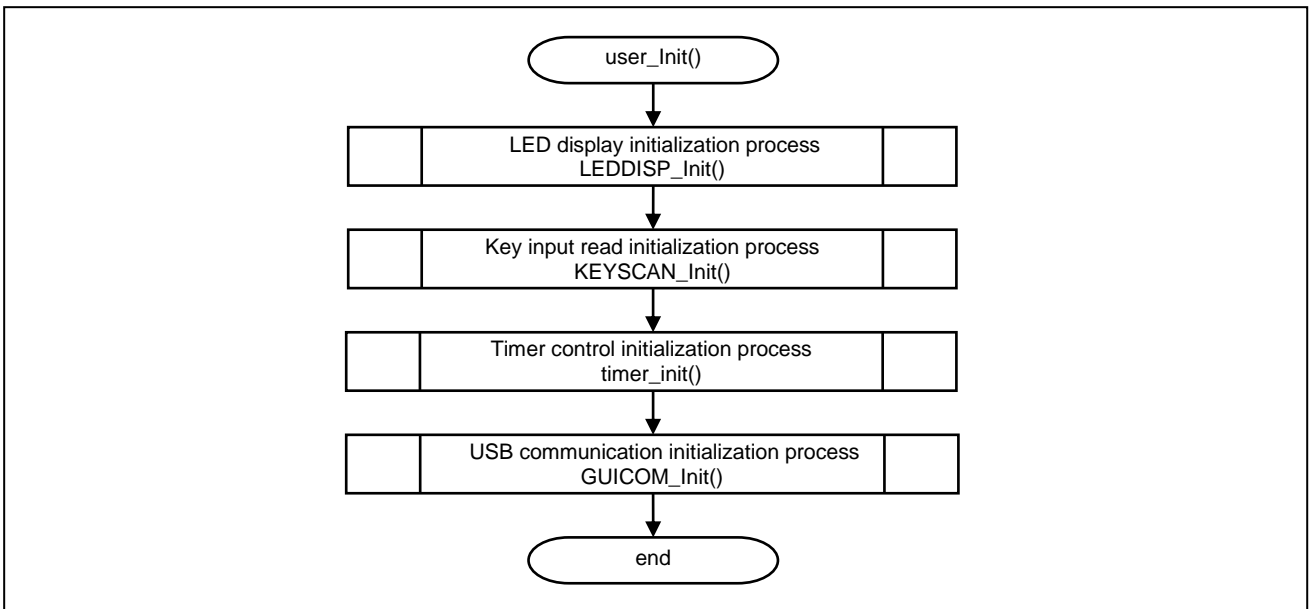 user_Init()
LED display initialization process
LEDDISP_Init()
Key input read initialization process
KEYSCAN_Init()
Timer control initialization process
timer_init()
USB communication initialization process
GUICOM_Init()
end